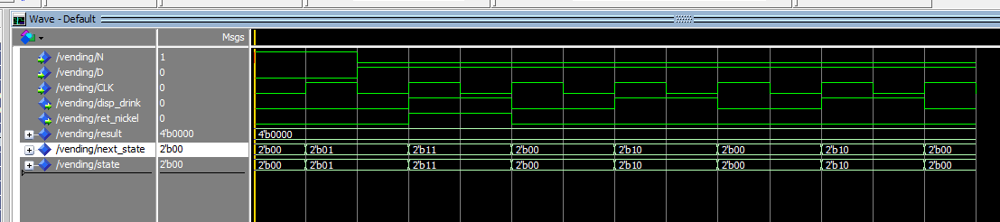 Wave - Default
Msgs
/vending/N 1
/vending/D 0
/vending/CLK 0
/vending/disp_drink 0
/vending/ret_nickel 0
/vending/result 4'b0000 4'b0000
/vending/next_state 2'b00 2'b00 2'b01 2'b11 2'b00 2'b10 2'b00 2'b10 2'b00
/vending/state 2'b00 2'b00 2'b01 2'b11 2'b00 2'b10 2'b00 2'b10 2'b00